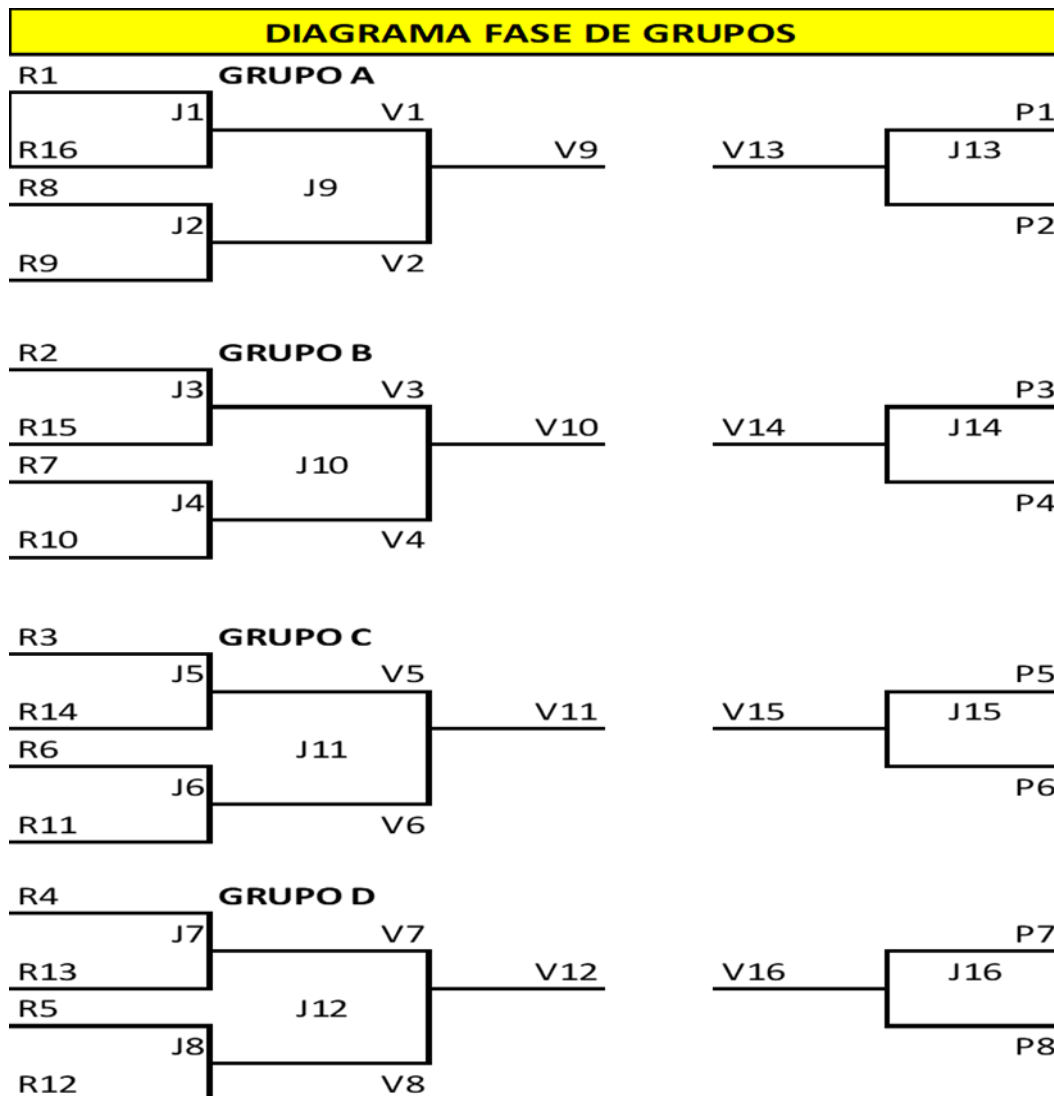 DIAGRAMA FASE DE GRUPOS
R1 GRUPO A
J1 V1 P1
R16 V9 V13 J13
R8 J9
J2 P2
R9 V2
R2 GRUPO B
J3 V3 P3
R15 V10 V14 J14
R7 J10
J4 P4
R10 V4
R3 GRUPO C
J5 V5 P5
R14 V11 V15 J15
R6 J11
J6 P6
R11 V6
R4 GRUPO D
J7 V7 P7
R13 V12 V16 J16
R5 J12
J8 P8
R12 V8